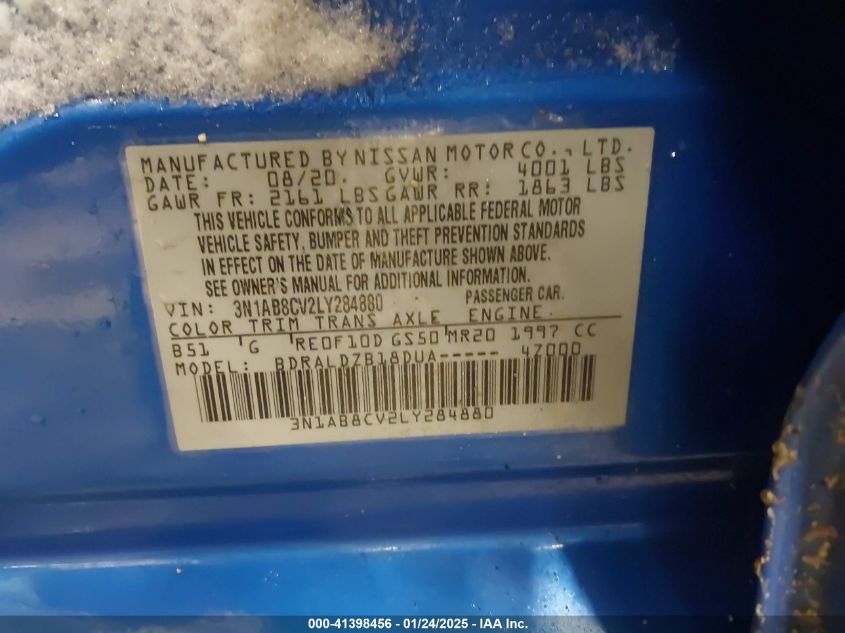 MANUFACTURED BY NISSAN MOTOR CO., LTD.
DATE: 08/20. GVWR: 4001 LBS
GAWR FR: 2161 LBS GAWR RR: 1863 LBS
THIS VEHICLE CONFORMS TO ALL APPLICABLE FEDERAL MOTOR
VEHICLE SAFETY, BUMPER AND THEFT PREVENTION STANDARDS
IN EFFECT ON THE DATE OF MANUFACTURE SHOWN ABOVE.
SEE OWNER'S MANUAL FOR ADDITIONAL INFORMATION.
VIN: 3N1AB8CV2LY284880 PASSENGER CAR.
COLOR TRIM TRANS AXLE ENGINE.
B51 G RE0F10D GS50 MR20 1997 CC
MODEL: BDRALDZB18DUA----- 4Z000
3N1AB8CV2LY284880
000-41398456 - 01/24/2025 - IAA Inc.